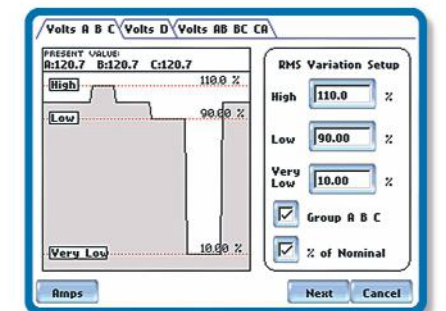 Volts A B C Volts D Volts AB BC CA
PRESENT VALUE:
A:120.7 B:120.7 C:120.7
High 110.0 %
Low 90.00 %
Very Low 10.00 %
RMS Variation Setup
High 110.0 %
Low 90.00 %
Very Low 10.00 %
Group A B C
% of Nominal
Amps Next Cancel